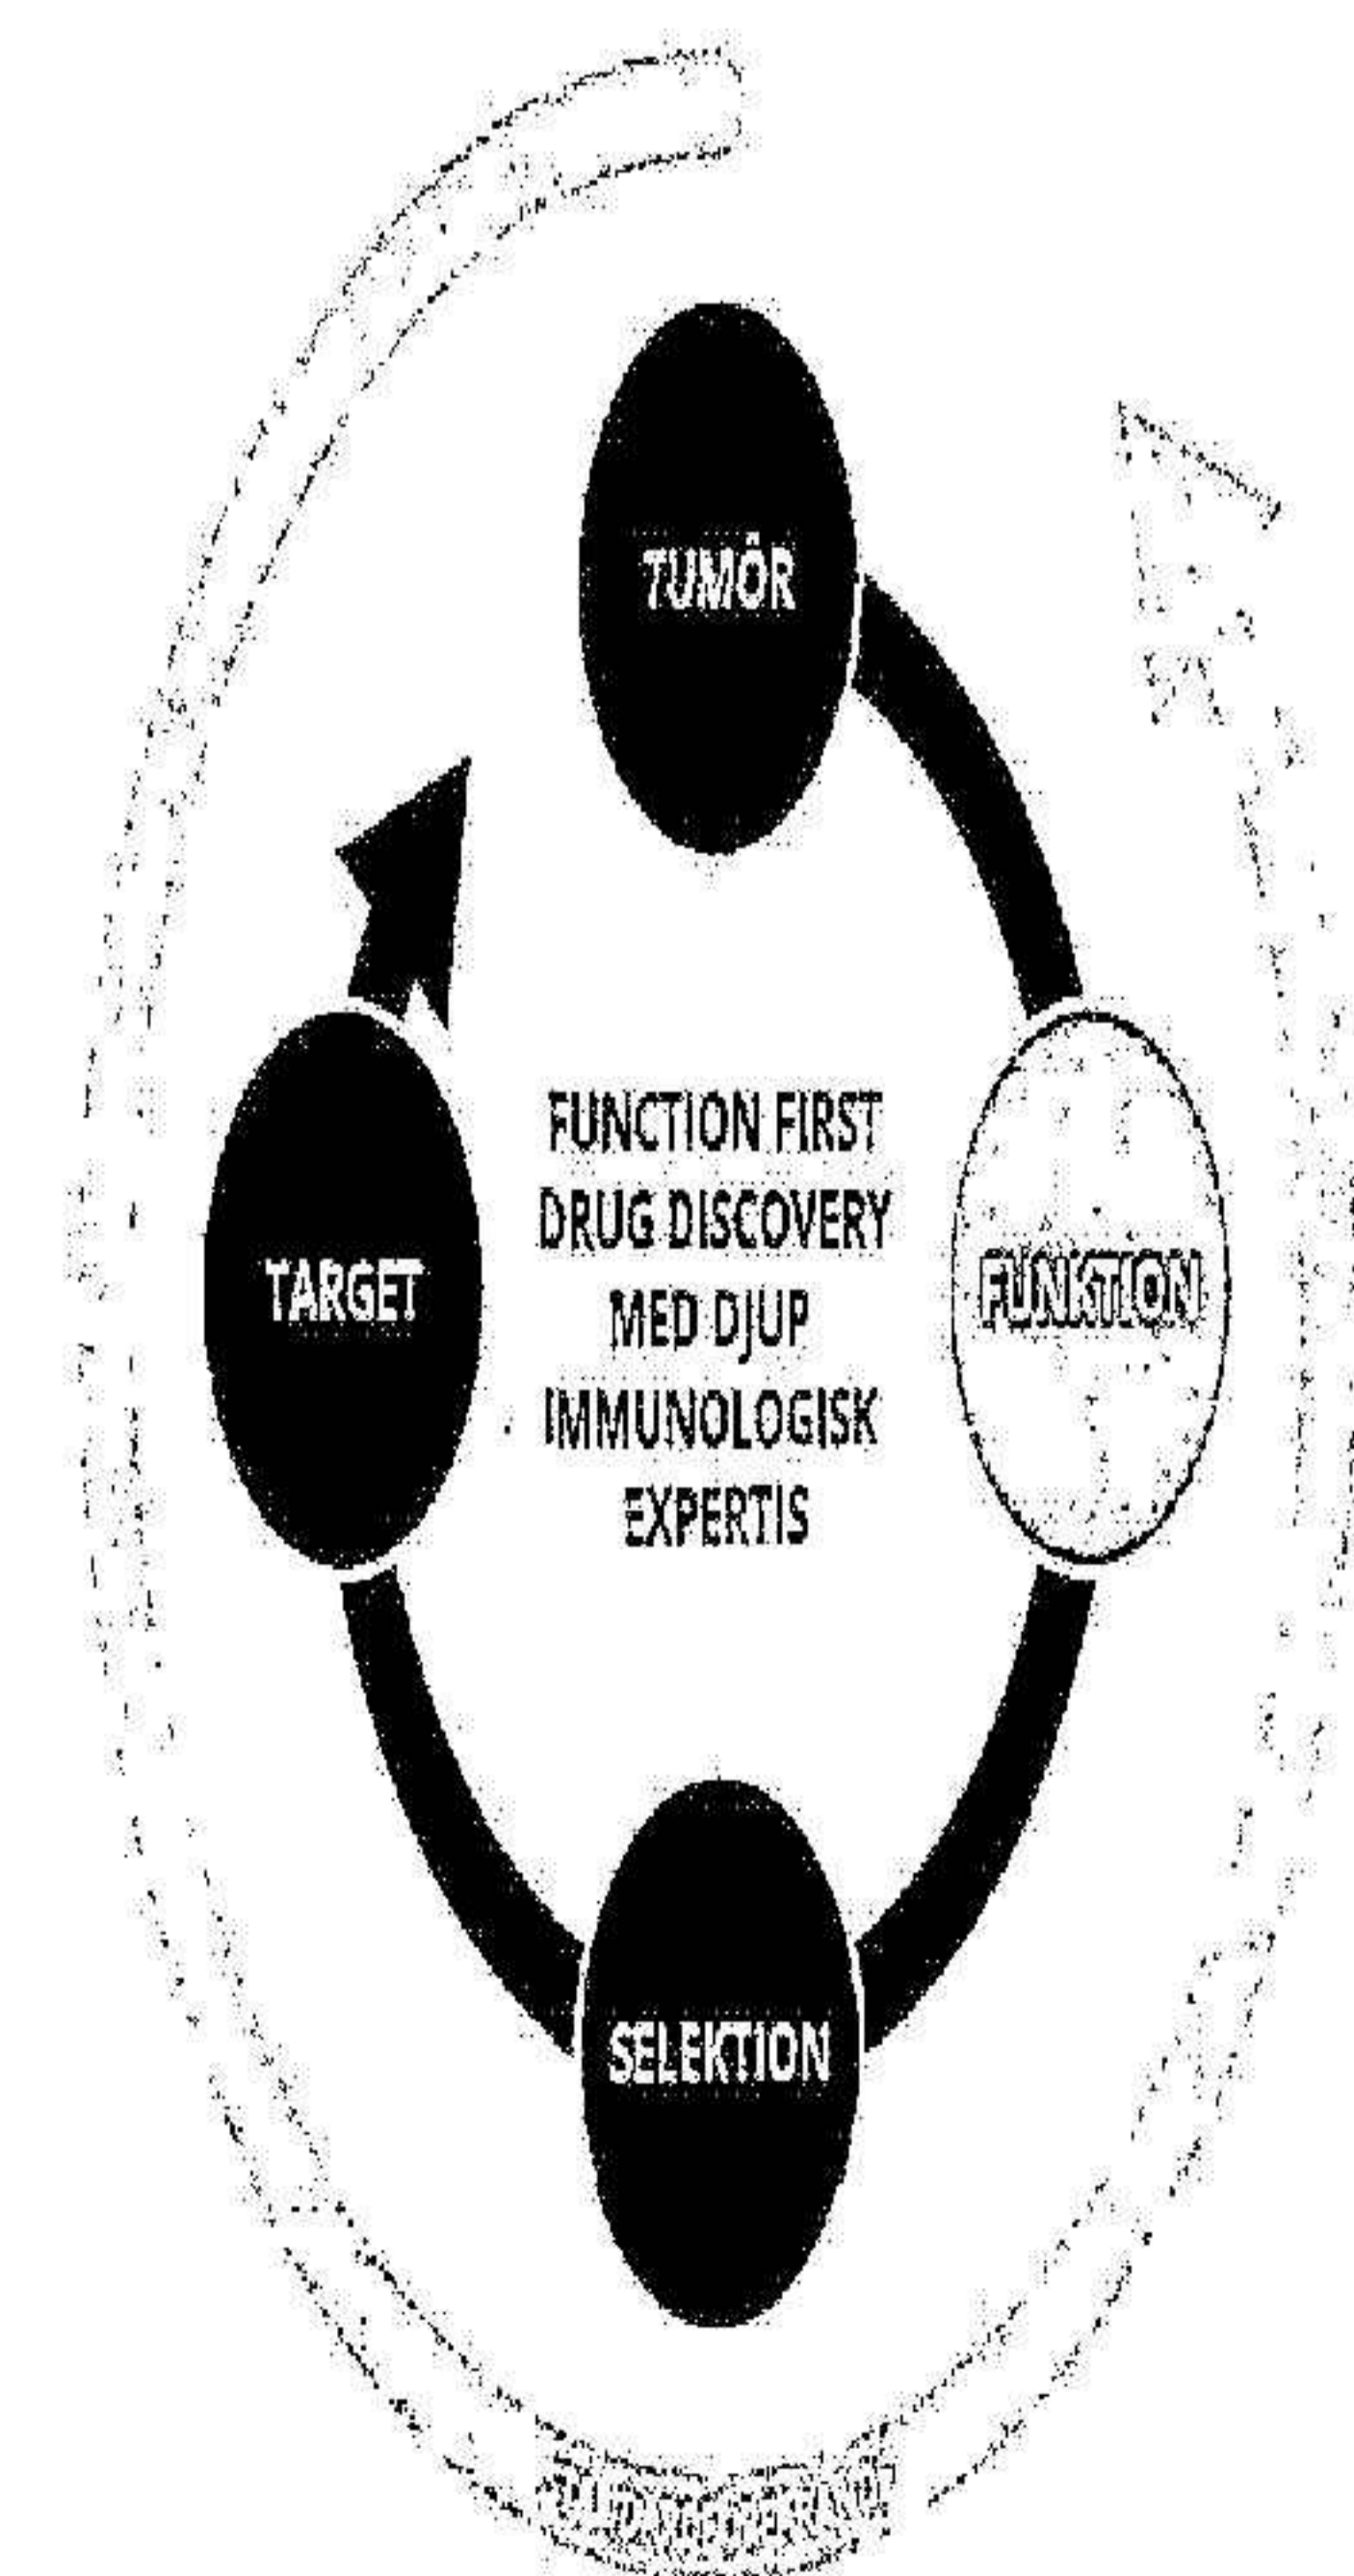 TUMÖR
FUNCTION FIRST
DRUG DISCOVERY
MED DJUP
IMMUNOLOGISK
EXPERTIS
TARGET
FUNKTION
SELEKTION